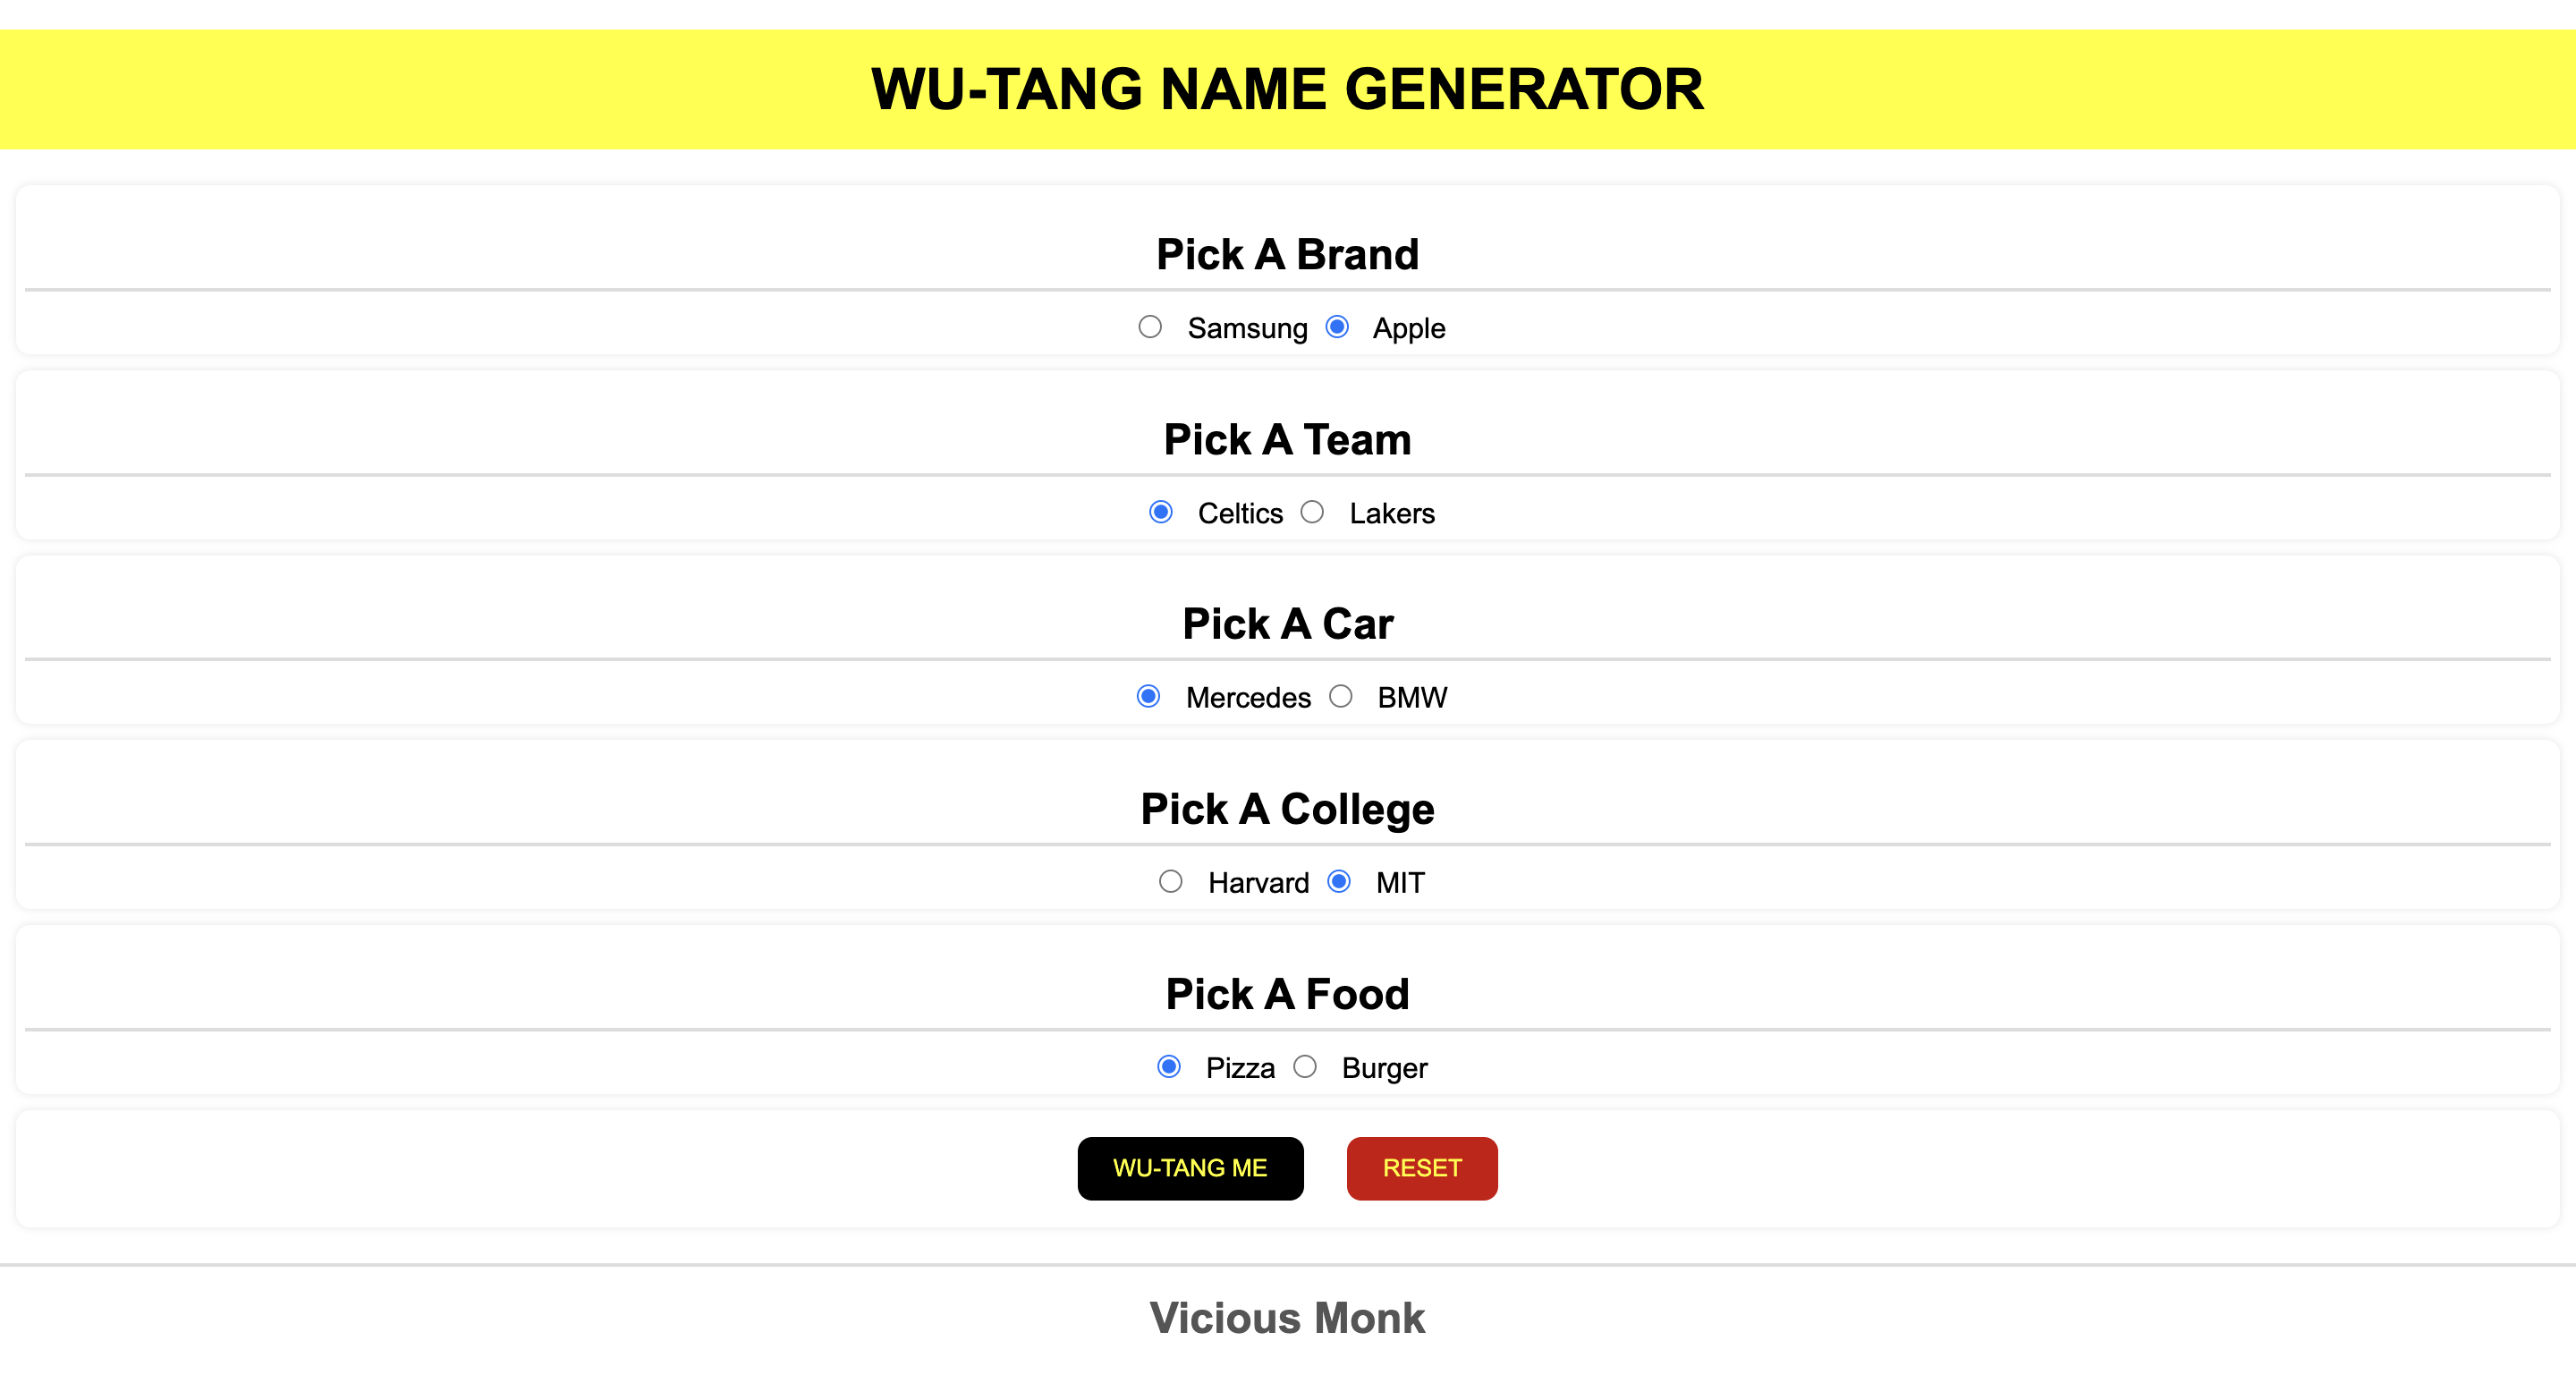 WU-TANG NAME GENERATOR
Pick A Brand
Samsung Apple
Pick A Team
Celtics Lakers
Pick A Car
Mercedes BMW
Pick A College
Harvard MIT
Pick A Food
Pizza Burger
WU-TANG ME RESET
Vicious Monk